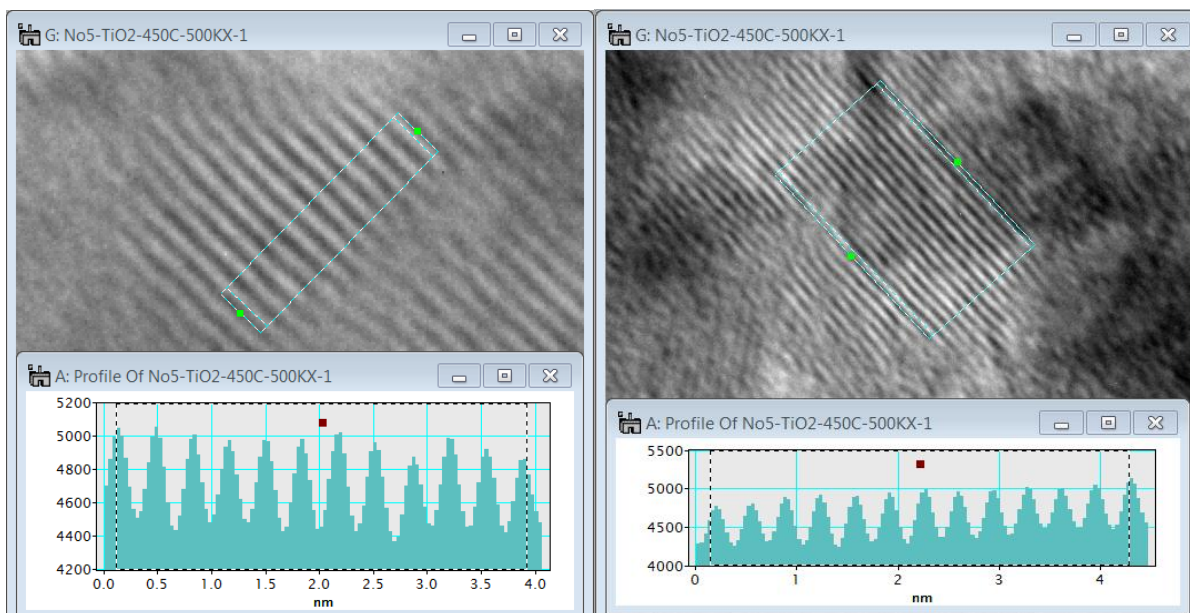 G: No5-TiO2-450C-500KX-1
A: Profile Of No5-TiO2-450C-500KX-1
5200
5000
4800
4600
4400
4200
0.0 0.5 1.0 1.5 2.0 2.5 3.0 3.5 4.0
nm
G: No5-TiO2-450C-500KX-1
A: Profile Of No5-TiO2-450C-500KX-1
5500
5000
4500
4000
0 1 2 3 4
nm